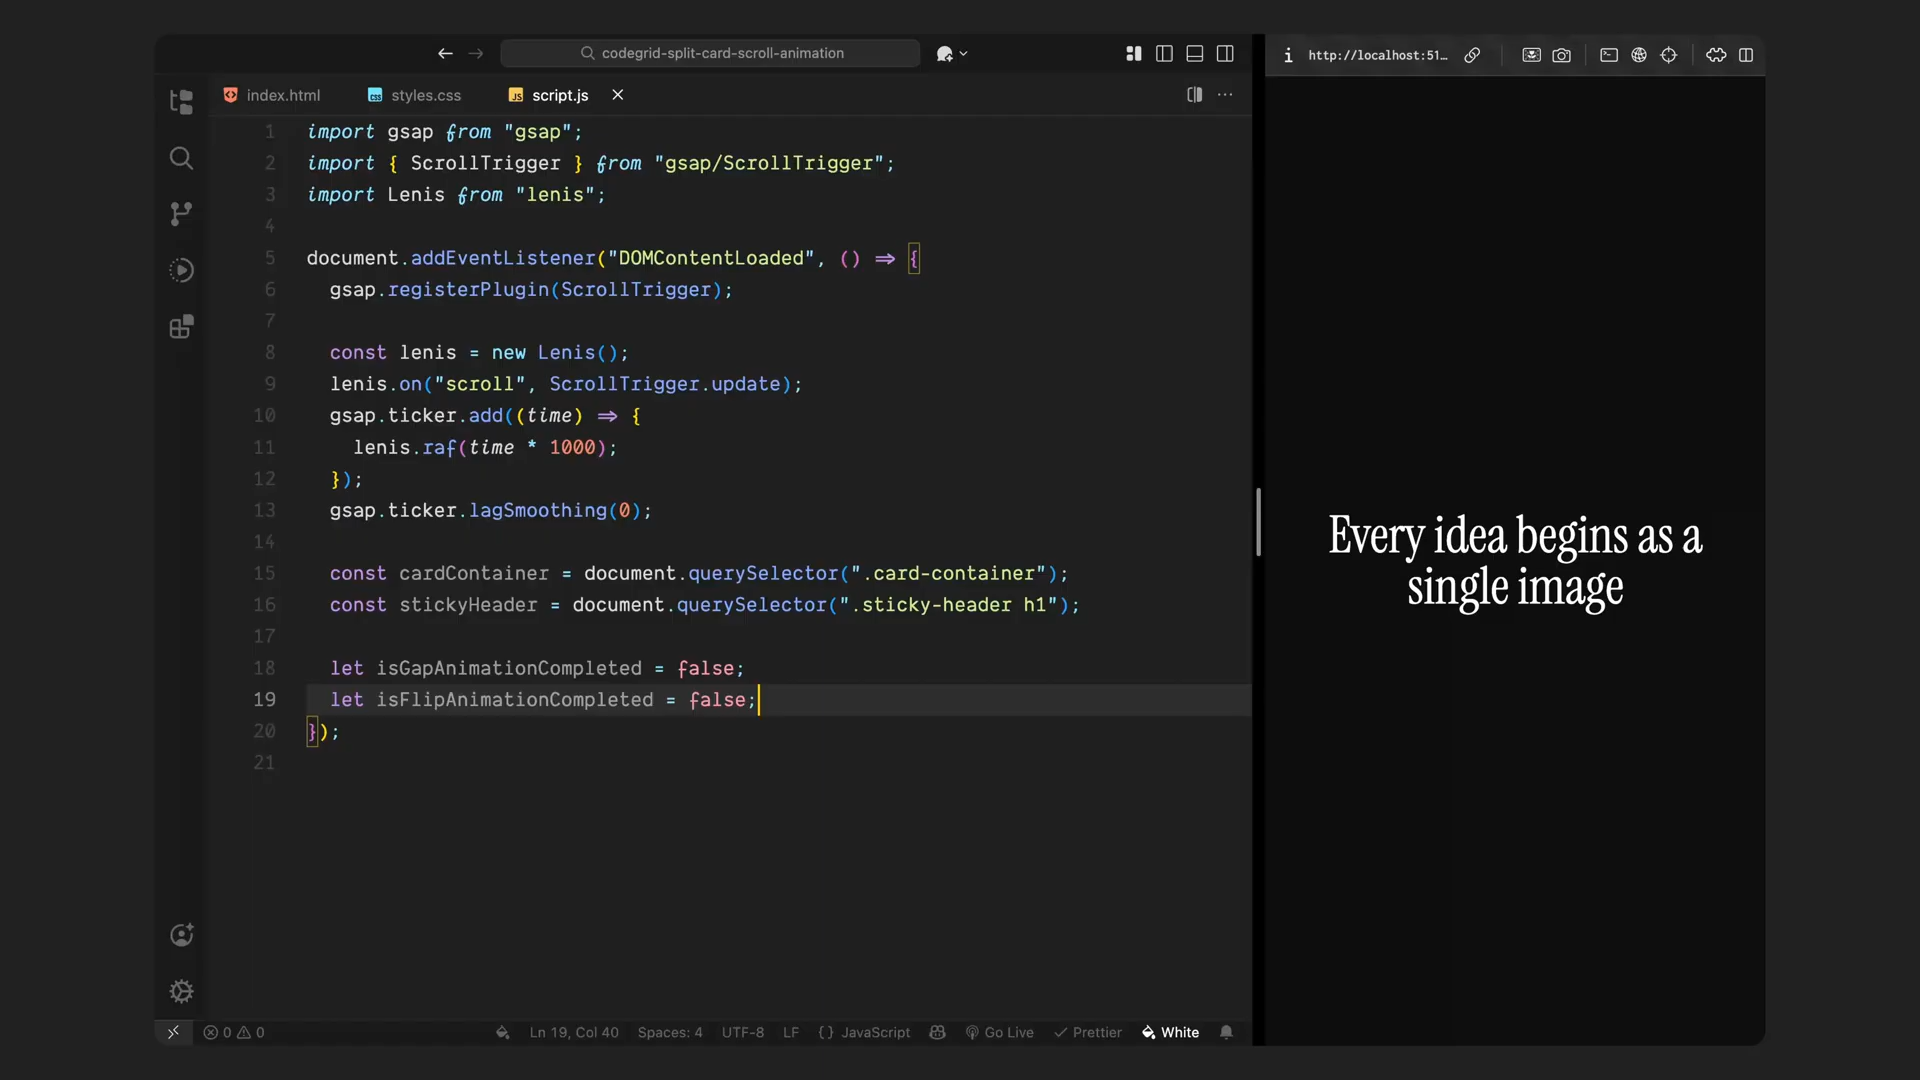 codegrid-split-card-scroll-animation
http://localhost:51…
index.html
styles.css
script.js
1 import gsap from "gsap";
2 import { ScrollTrigger } from "gsap/ScrollTrigger";
3 import Lenis from "lenis";
4
5 document.addEventListener("DOMContentLoaded", () => {
6 gsap.registerPlugin(ScrollTrigger);
7
8 const lenis = new Lenis();
9 lenis.on("scroll", ScrollTrigger.update);
10 gsap.ticker.add((time) => {
11 lenis.raf(time * 1000);
12 });
13 gsap.ticker.lagSmoothing(0);
14
15 const cardContainer = document.querySelector(".card-container");
16 const stickyHeader = document.querySelector(".sticky-header h1");
17
18 let isGapAnimationCompleted = false;
19 let isFlipAnimationCompleted = false;
20 });
21
Every idea begins as a
single image
0 0 Ln 19, Col 40 Spaces: 4 UTF-8 LF {} JavaScript Go Live Prettier White